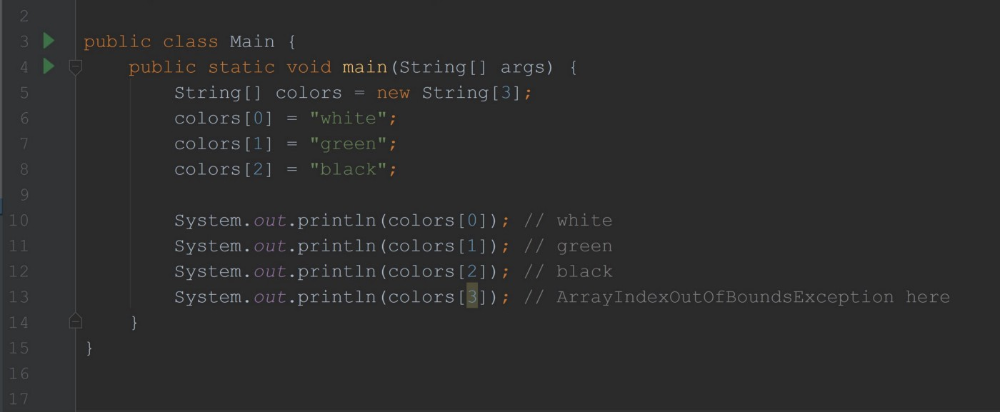 2
3 public class Main {
4 public static void main(String[] args) {
5 String[] colors = new String[3];
6 colors[0] = "white";
7 colors[1] = "green";
8 colors[2] = "black";
9
10 System.out.println(colors[0]); // white
11 System.out.println(colors[1]); // green
12 System.out.println(colors[2]); // black
13 System.out.println(colors[3]); // ArrayIndexOutOfBoundsException here
14 }
15 }
16
17